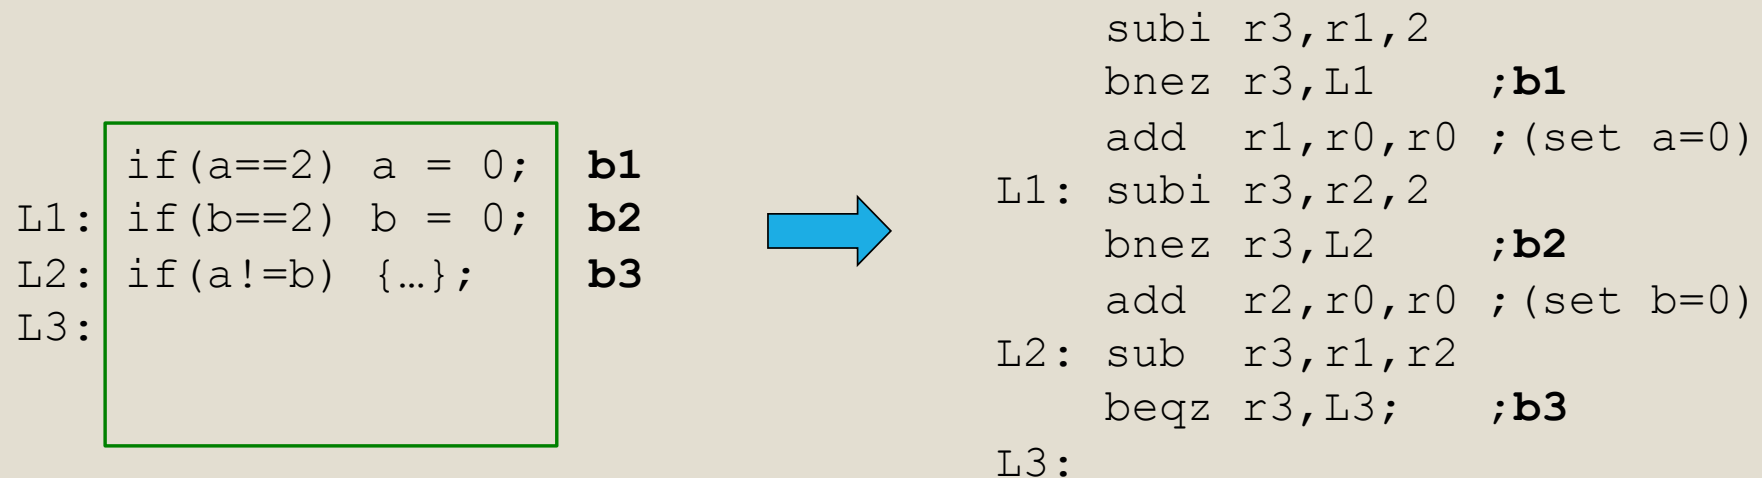 if(a==2) a = 0; b1
L1: if(b==2) b = 0; b2
L2: if(a!=b) {…}; b3
L3:
subi r3,r1,2
bnez r3,L1 ;b1
add r1,r0,r0 ;(set a=0)
L1: subi r3,r2,2
bnez r3,L2 ;b2
add r2,r0,r0 ;(set b=0)
L2: sub r3,r1,r2
beqz r3,L3; ;b3
L3: